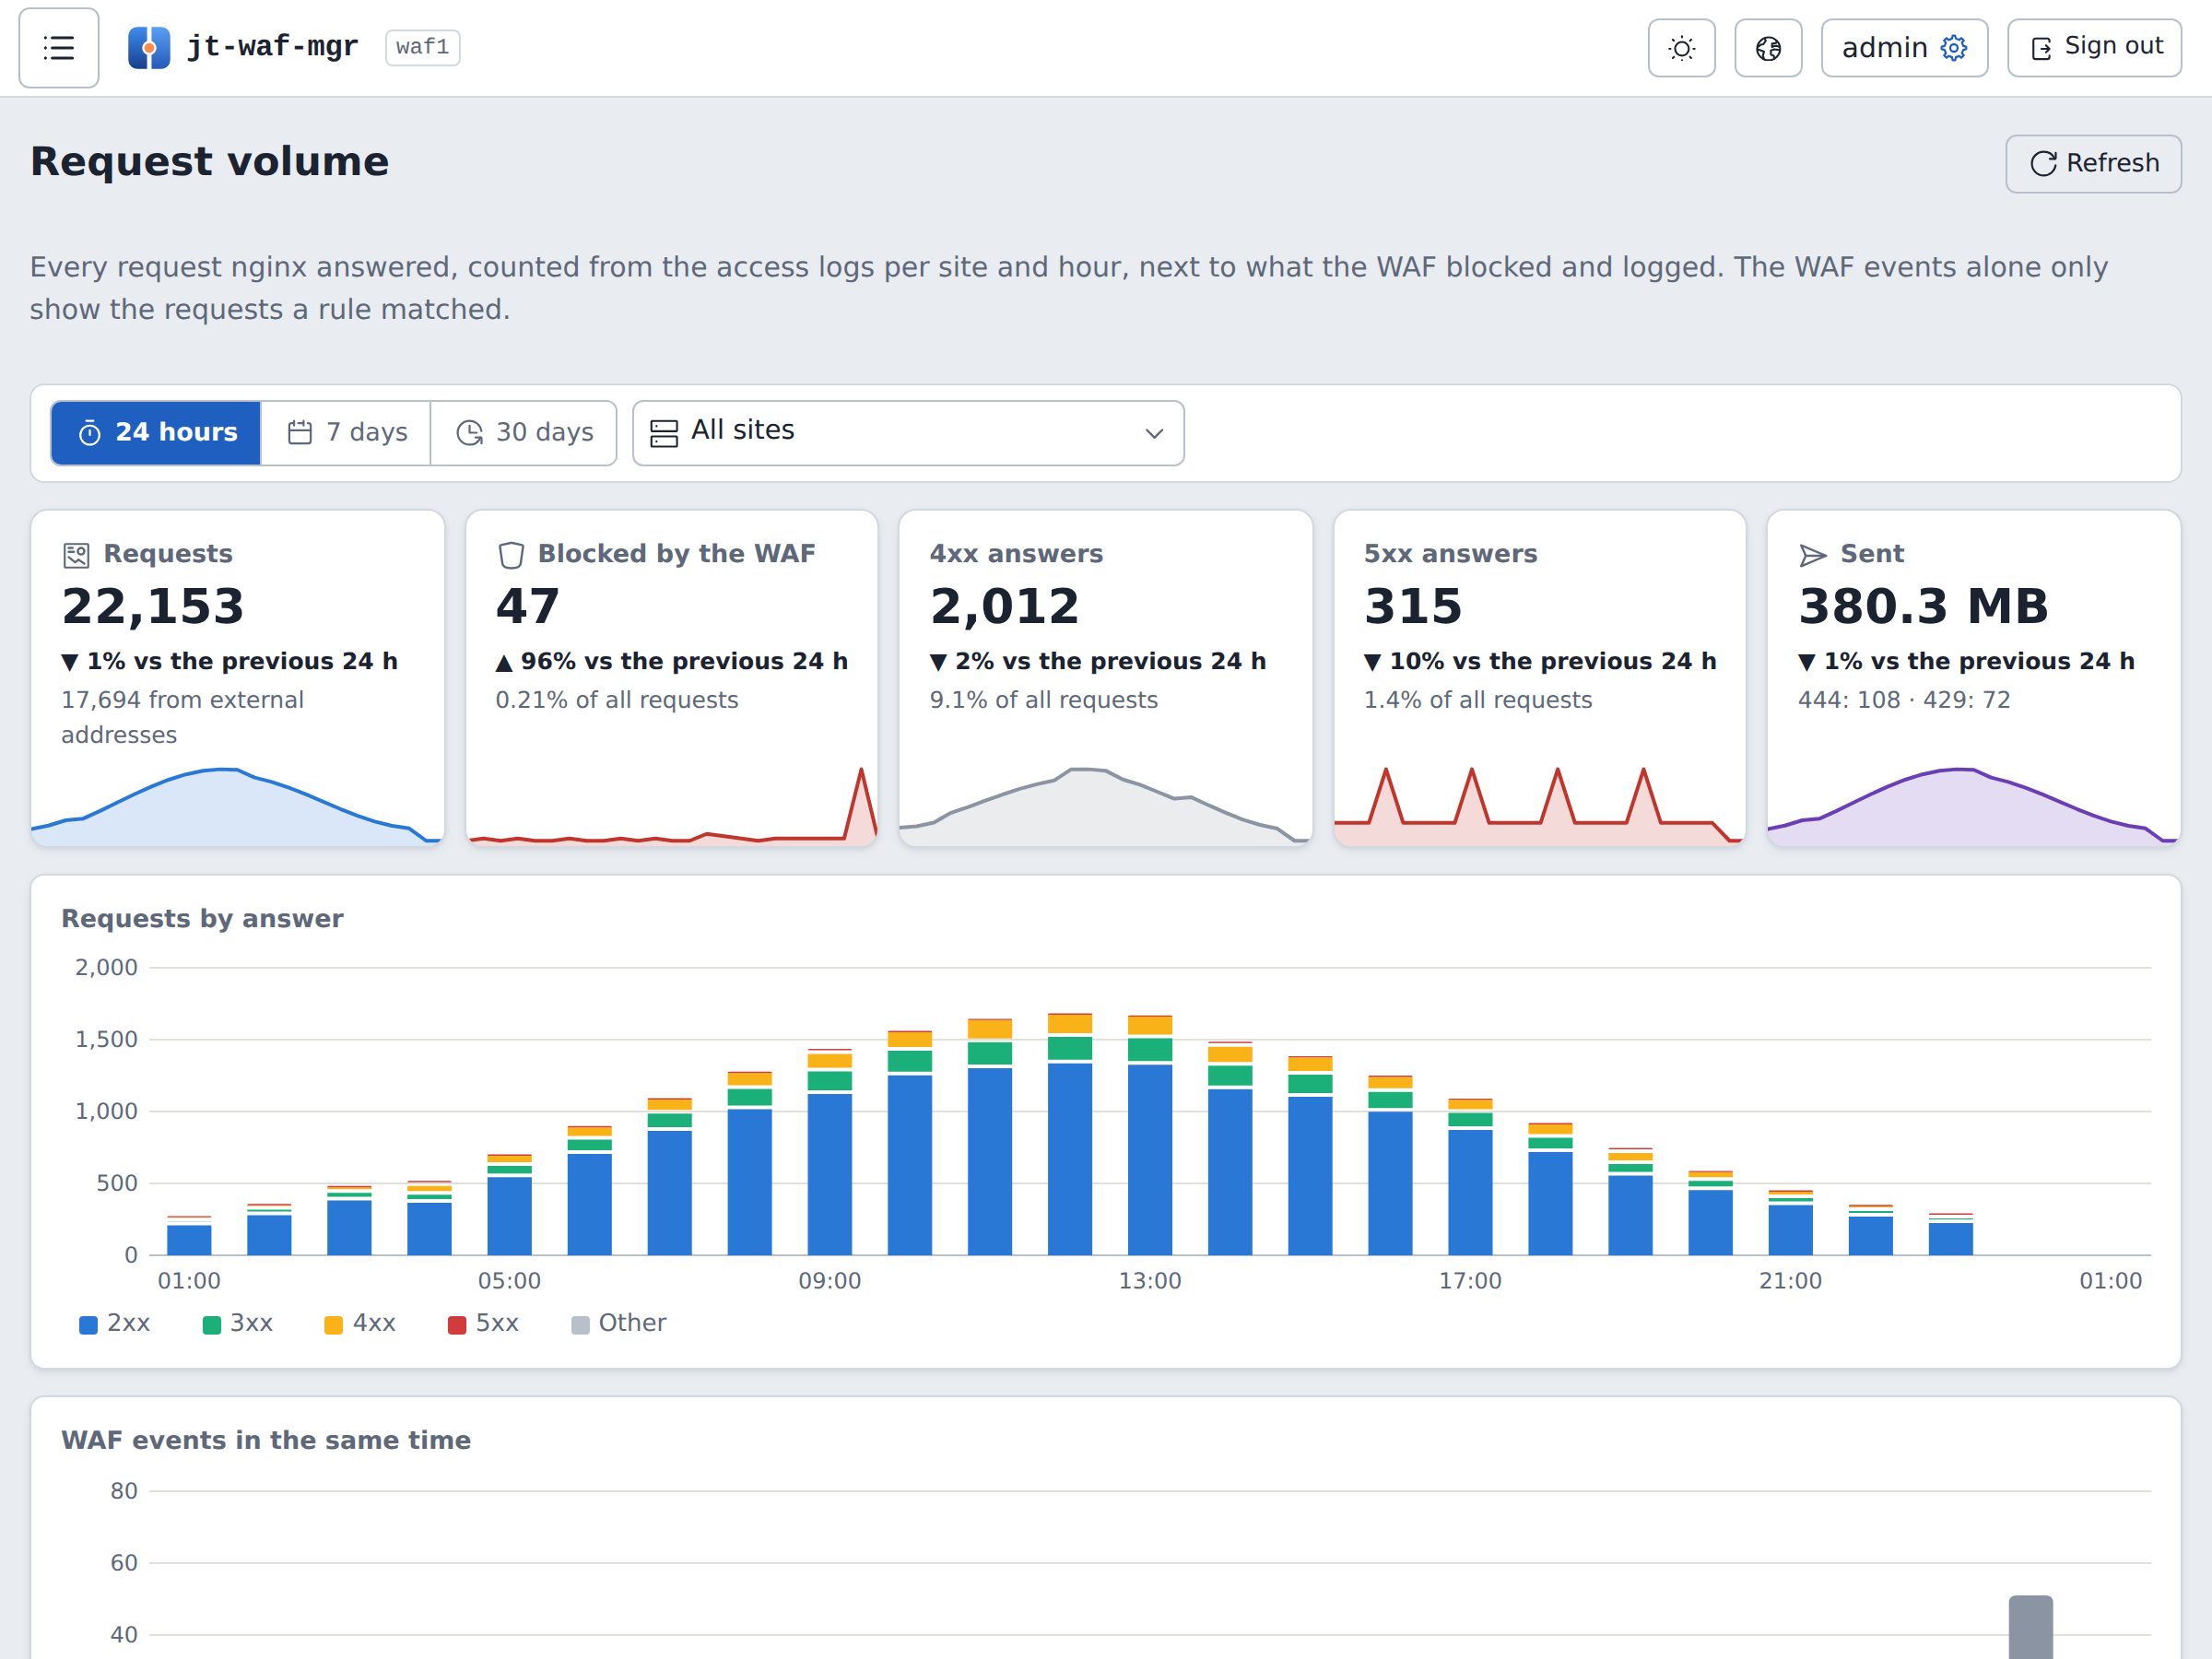 jt-waf-mgr waf1 admin Sign out
Request volume
Refresh
Every request nginx answered, counted from the access logs per site and hour, next to what the WAF blocked and logged. The WAF events alone only
show the requests a rule matched.
24 hours 7 days 30 days All sites
Requests
22,153
▼ 1% vs the previous 24 h
17,694 from external
addresses
Blocked by the WAF
47
▲ 96% vs the previous 24 h
0.21% of all requests
4xx answers
2,012
▼ 2% vs the previous 24 h
9.1% of all requests
5xx answers
315
▼ 10% vs the previous 24 h
1.4% of all requests
Sent
380.3 MB
▼ 1% vs the previous 24 h
444: 108 · 429: 72
Requests by answer
2,000
1,500
1,000
500
0
01:00 05:00 09:00 13:00 17:00 21:00 01:00
2xx 3xx 4xx 5xx Other
WAF events in the same time
80
60
40